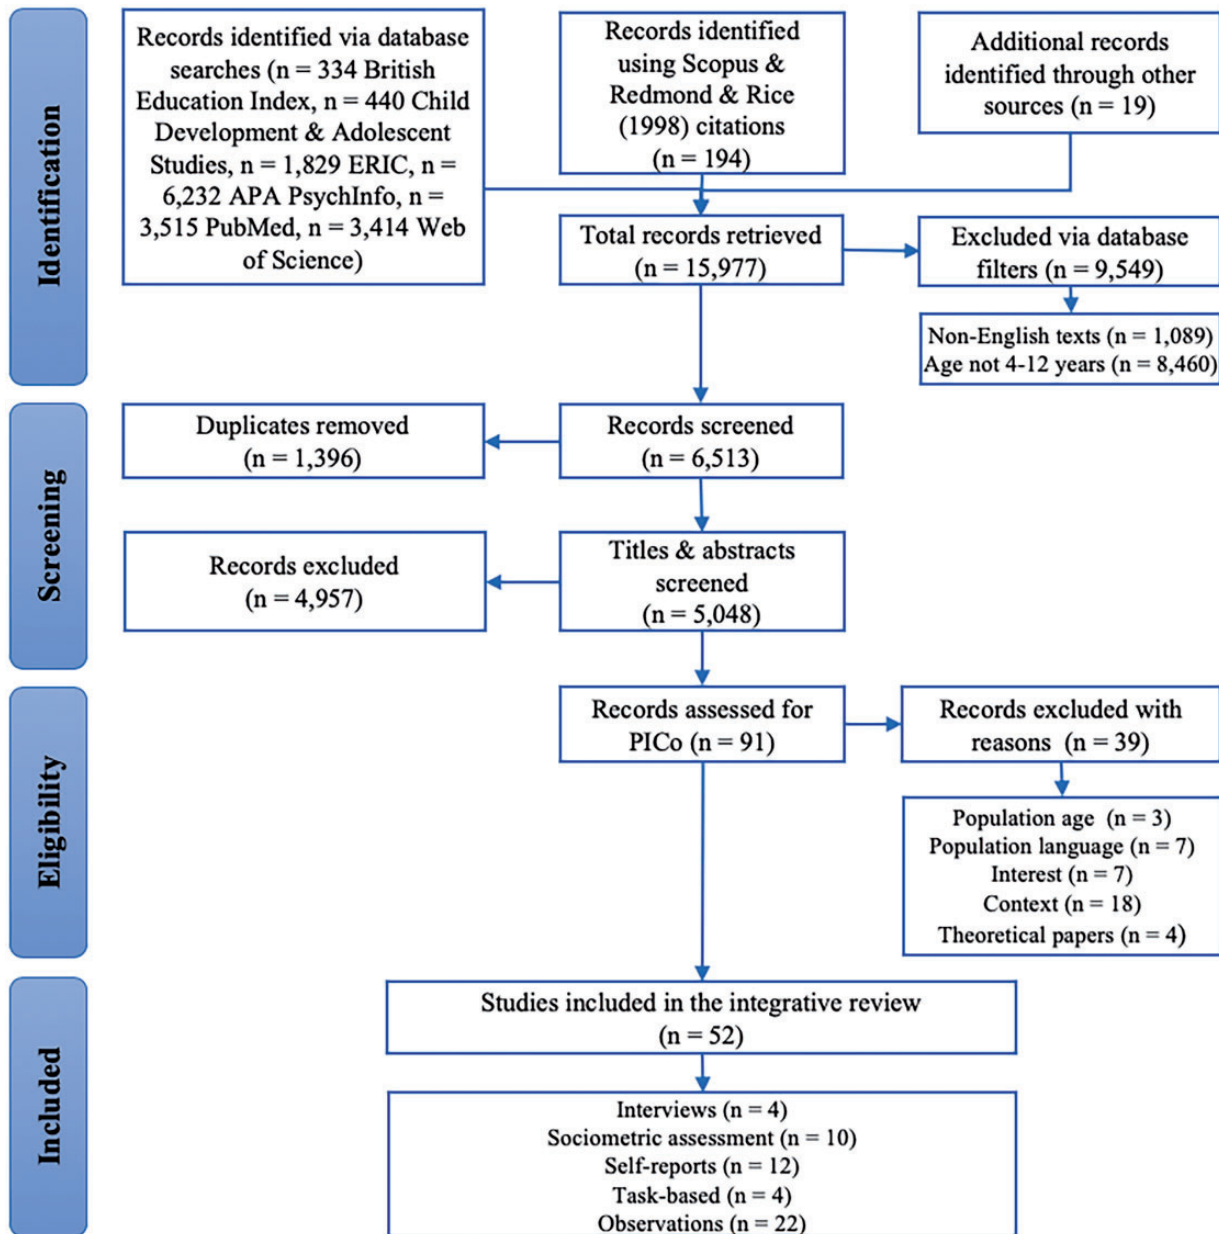 Identification
Records identified via database
searches (n = 334 British
Education Index, n = 440 Child
Development & Adolescent
Studies, n = 1,829 ERIC, n =
6,232 APA PsychInfo, n =
3,515 PubMed, n = 3,414 Web
of Science)
Records identified
using Scopus &
Redmond & Rice
(1998) citations
(n = 194)
Additional records
identified through other
sources (n = 19)
Total records retrieved
(n = 15,977)
Excluded via database
filters (n = 9,549)
Non-English texts (n = 1,089)
Age not 4-12 years (n = 8,460)
Screening
Duplicates removed
(n = 1,396)
Records screened
(n = 6,513)
Records excluded
(n = 4,957)
Titles & abstracts
screened
(n = 5,048)
Eligibility
Records assessed for
PICo (n = 91)
Records excluded with
reasons (n = 39)
Population age (n = 3)
Population language (n = 7)
Interest (n = 7)
Context (n = 18)
Theoretical papers (n = 4)
Included
Studies included in the integrative review
(n = 52)
Interviews (n = 4)
Sociometric assessment (n = 10)
Self-reports (n = 12)
Task-based (n = 4)
Observations (n = 22)